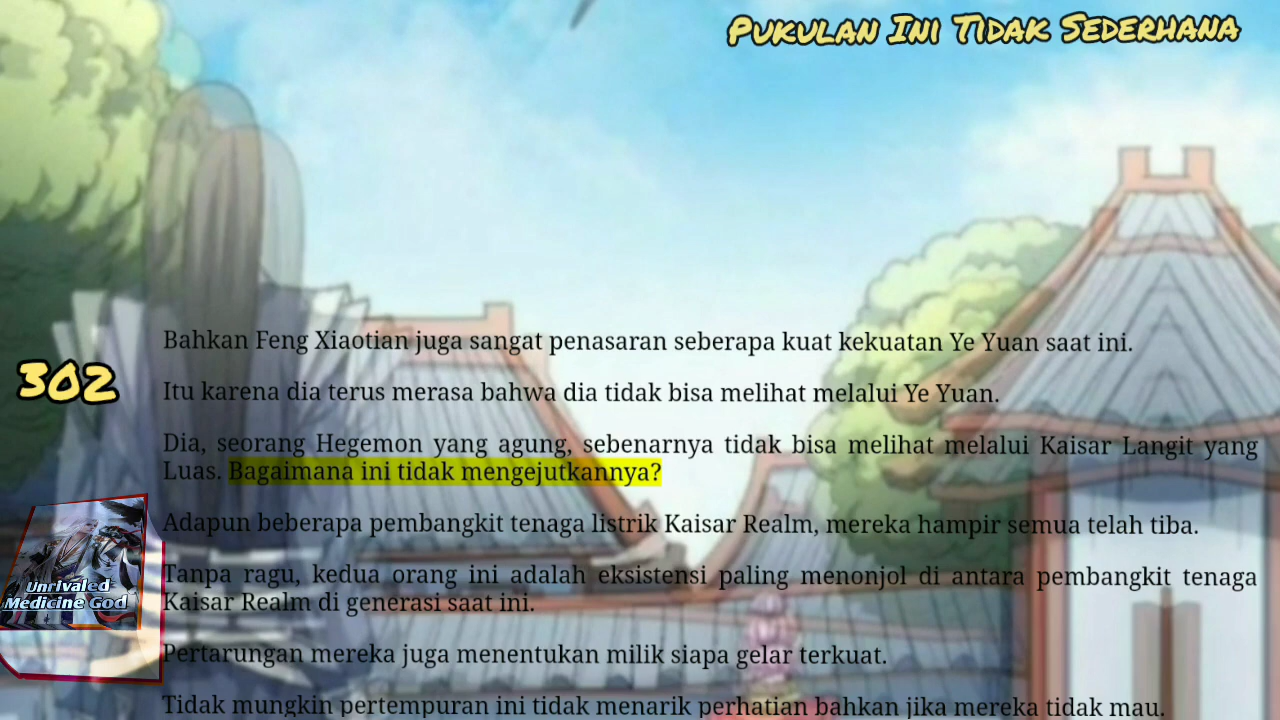 Pukulan Ini Tidak Sederhana
Bahkan Feng Xiaotian juga sangat penasaran seberapa kuat kekuatan Ye Yuan saat ini.
Itu karena dia terus merasa bahwa dia tidak bisa melihat melalui Ye Yuan.
302
Dia, seorang Hegemon yang agung, sebenarnya tidak bisa melihat melalui Kaisar Langit yang
Luas. Bagaimana ini tidak mengejutkannya?
Adapun beberapa pembangkit tenaga listrik Kaisar Realm, mereka hampir semua telah tiba.
Tanpa ragu, kedua orang ini adalah eksistensi paling menonjol di antara pembangkit tenaga
Kaisar Realm di generasi saat ini.
Unrivaled
Medicine God
Pertarungan mereka juga menentukan milik siapa gelar terkuat.
Tidak mungkin pertempuran ini tidak menarik perhatian bahkan jika mereka tidak mau.